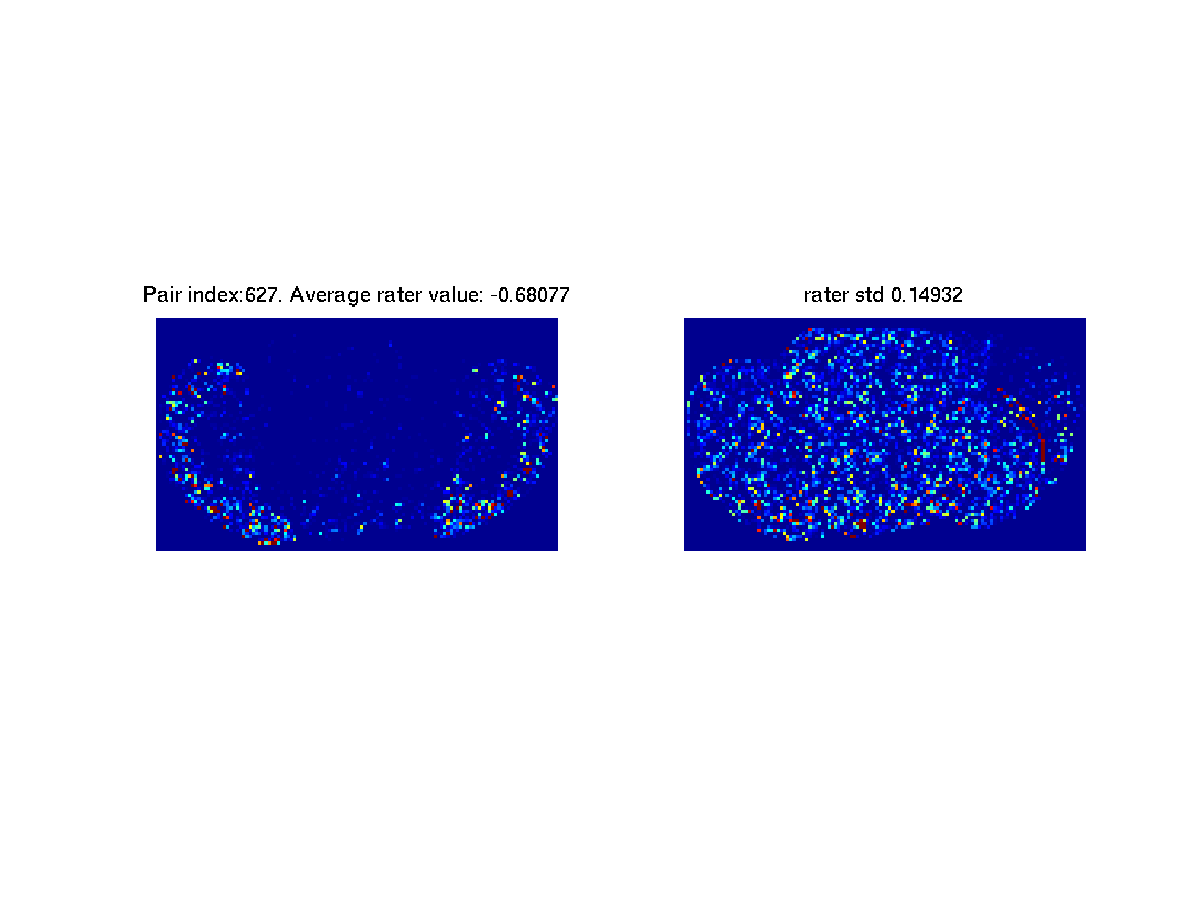 Pair index:627. Average rater value: -0.68077
rater std 0.14932